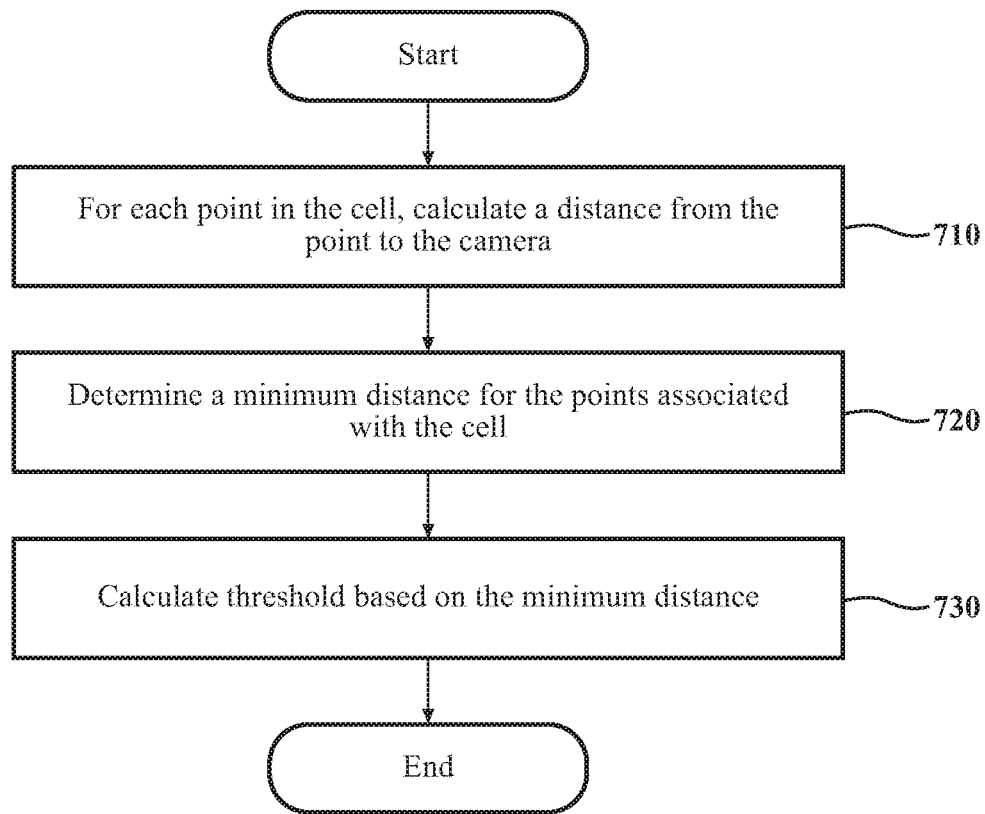 Start
For each point in the cell, calculate a distance from the
point to the camera
710
Determine a minimum distance for the points associated
with the cell
720
Calculate threshold based on the minimum distance
730
End